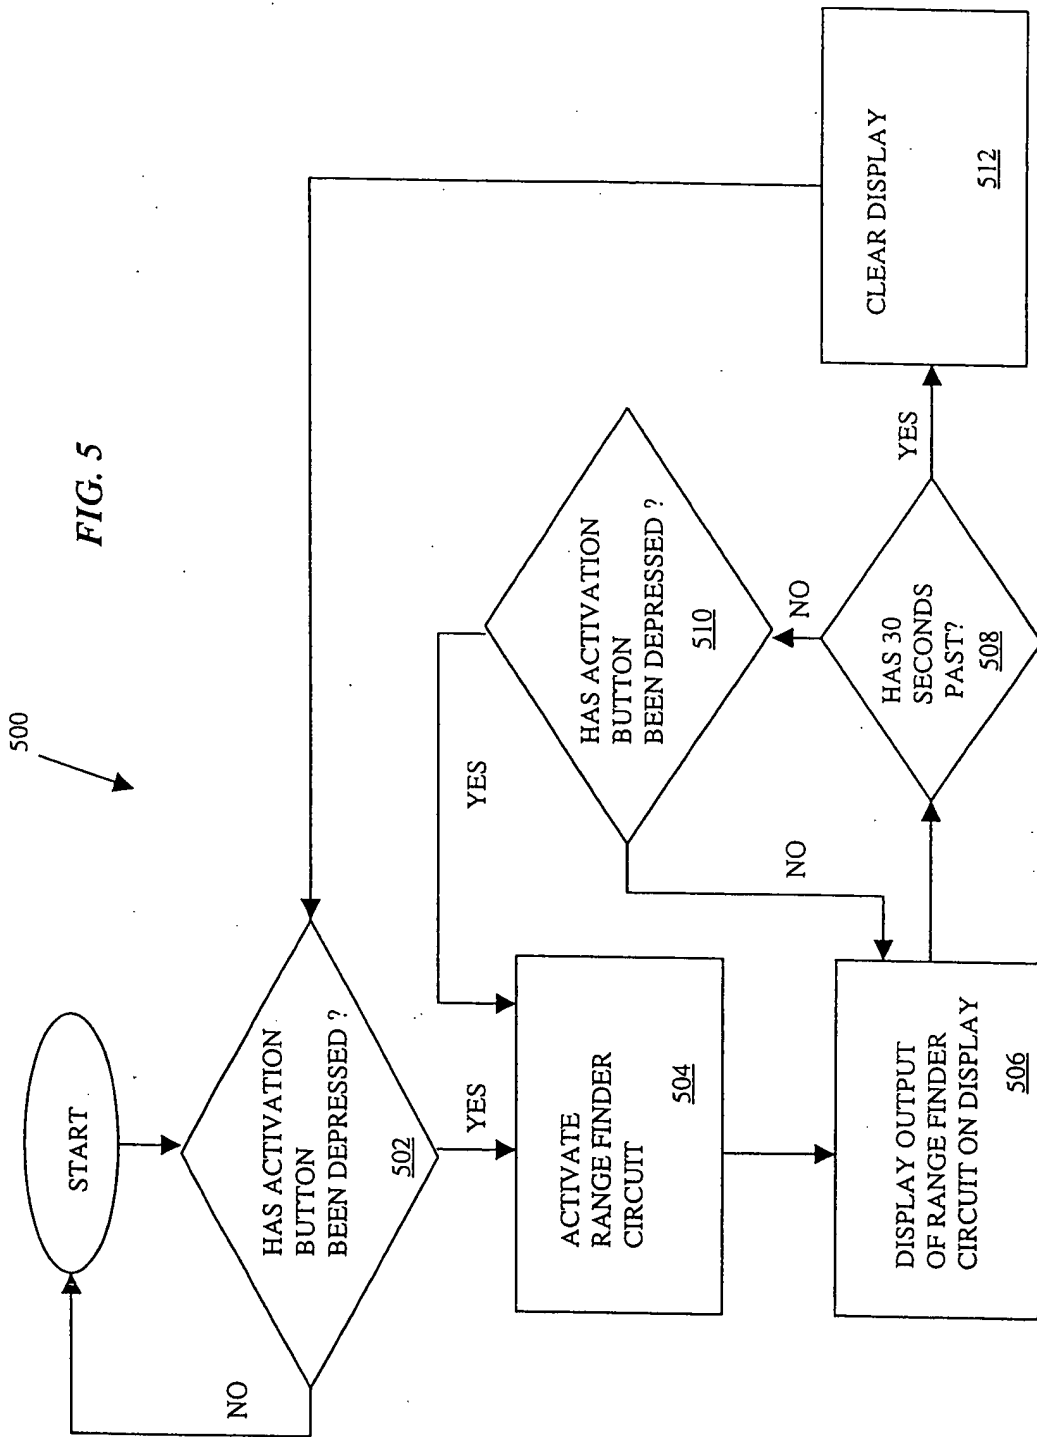 FIG. 5
500
START
HAS ACTIVATION
BUTTON
BEEN DEPRESSED ?
502
NO
YES
ACTIVATE
RANGE FINDER
CIRCUIT
504
DISPLAY OUTPUT
OF RANGE FINDER
CIRCUIT ON DISPLAY
506
HAS 30
SECONDS
PAST?
508
NO
YES
HAS ACTIVATION
BUTTON
BEEN DEPRESSED ?
510
YES
NO
CLEAR DISPLAY
512